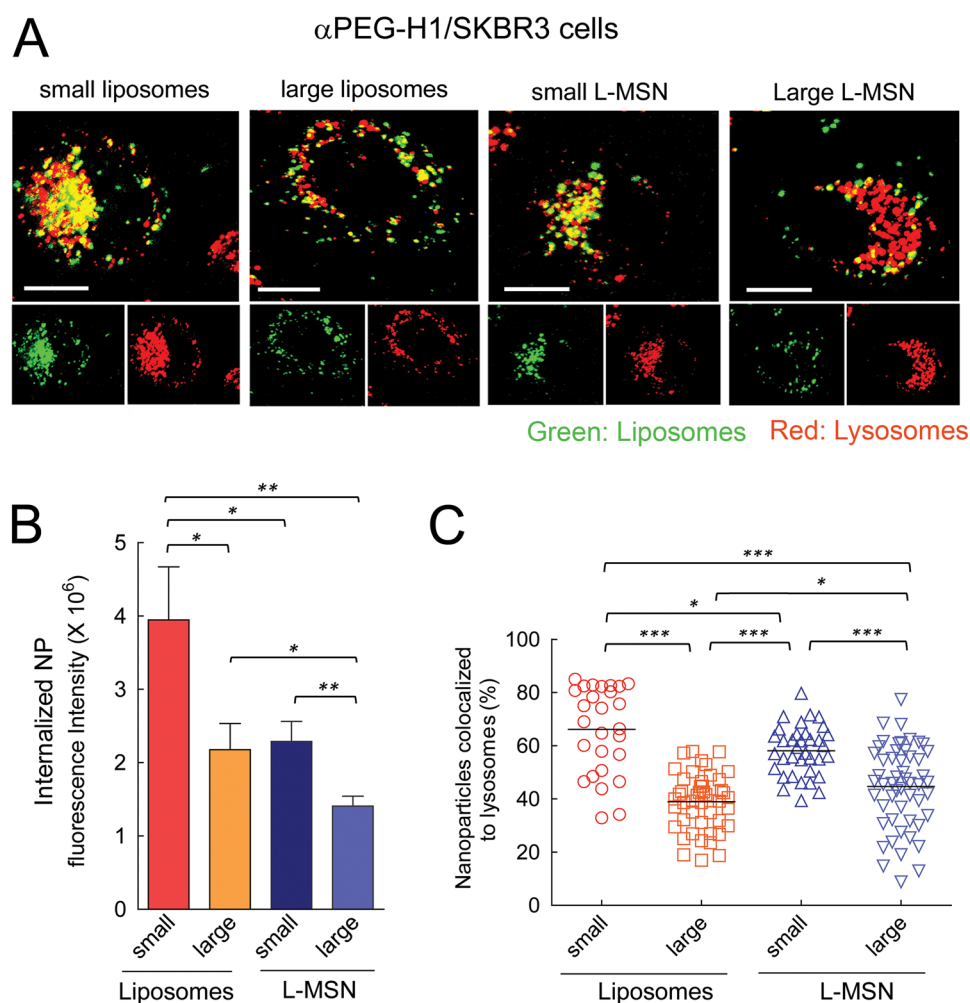 A
αPEG-H1/SKBR3 cells
small liposomes
large liposomes
small L-MSN
Large L-MSN
Green: Liposomes Red: Lysosomes
B
Internalized NP
fluorescence Intensity (X 10⁶)
5
4
3
2
1
0
**
*
*
*
**
small
large
small
large
Liposomes
L-MSN
C
Nanoparticles colocalized
to lysosomes (%)
100
80
60
40
20
0
***
*
*
***
***
***
small
large
small
large
Liposomes
L-MSN